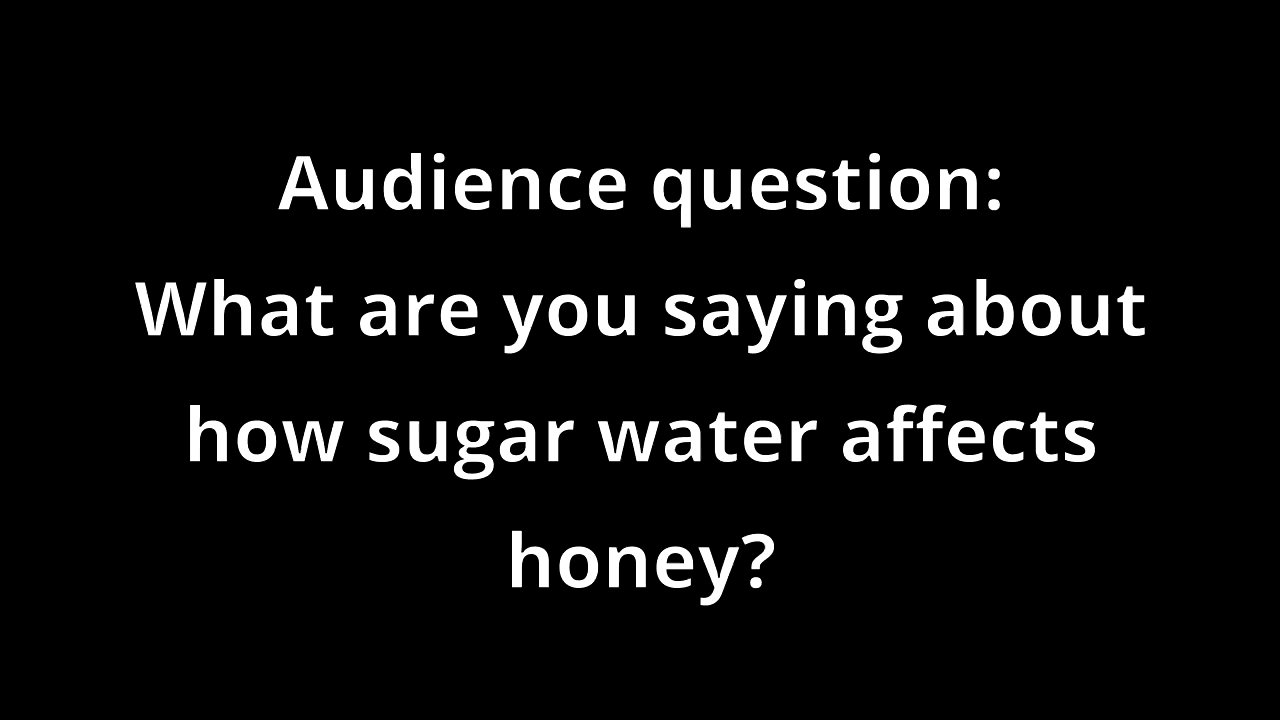 Audience question:
What are you saying about
how sugar water affects
honey?